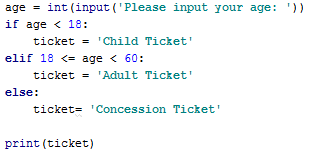 age = int(input('Please input your age: '))
if age < 18:
    ticket = 'Child Ticket'
elif 18 <= age < 60:
    ticket = 'Adult Ticket'
else:
    ticket= 'Concession Ticket'

print(ticket)